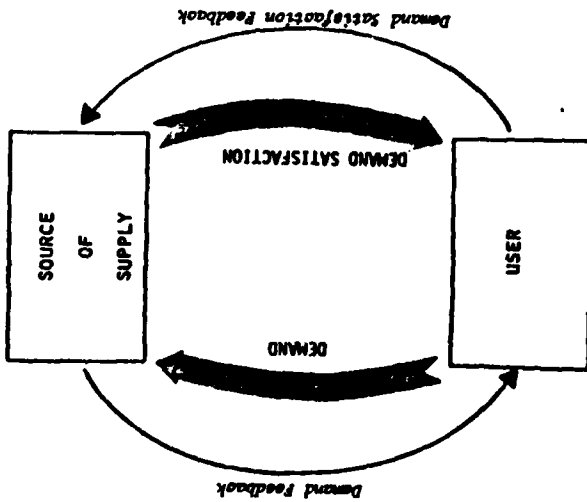 Demand Satisfaction Feedback
DEMAND SATISFACTION
SOURCE
OF
SUPPLY
USER
DEMAND
Demand Feedback